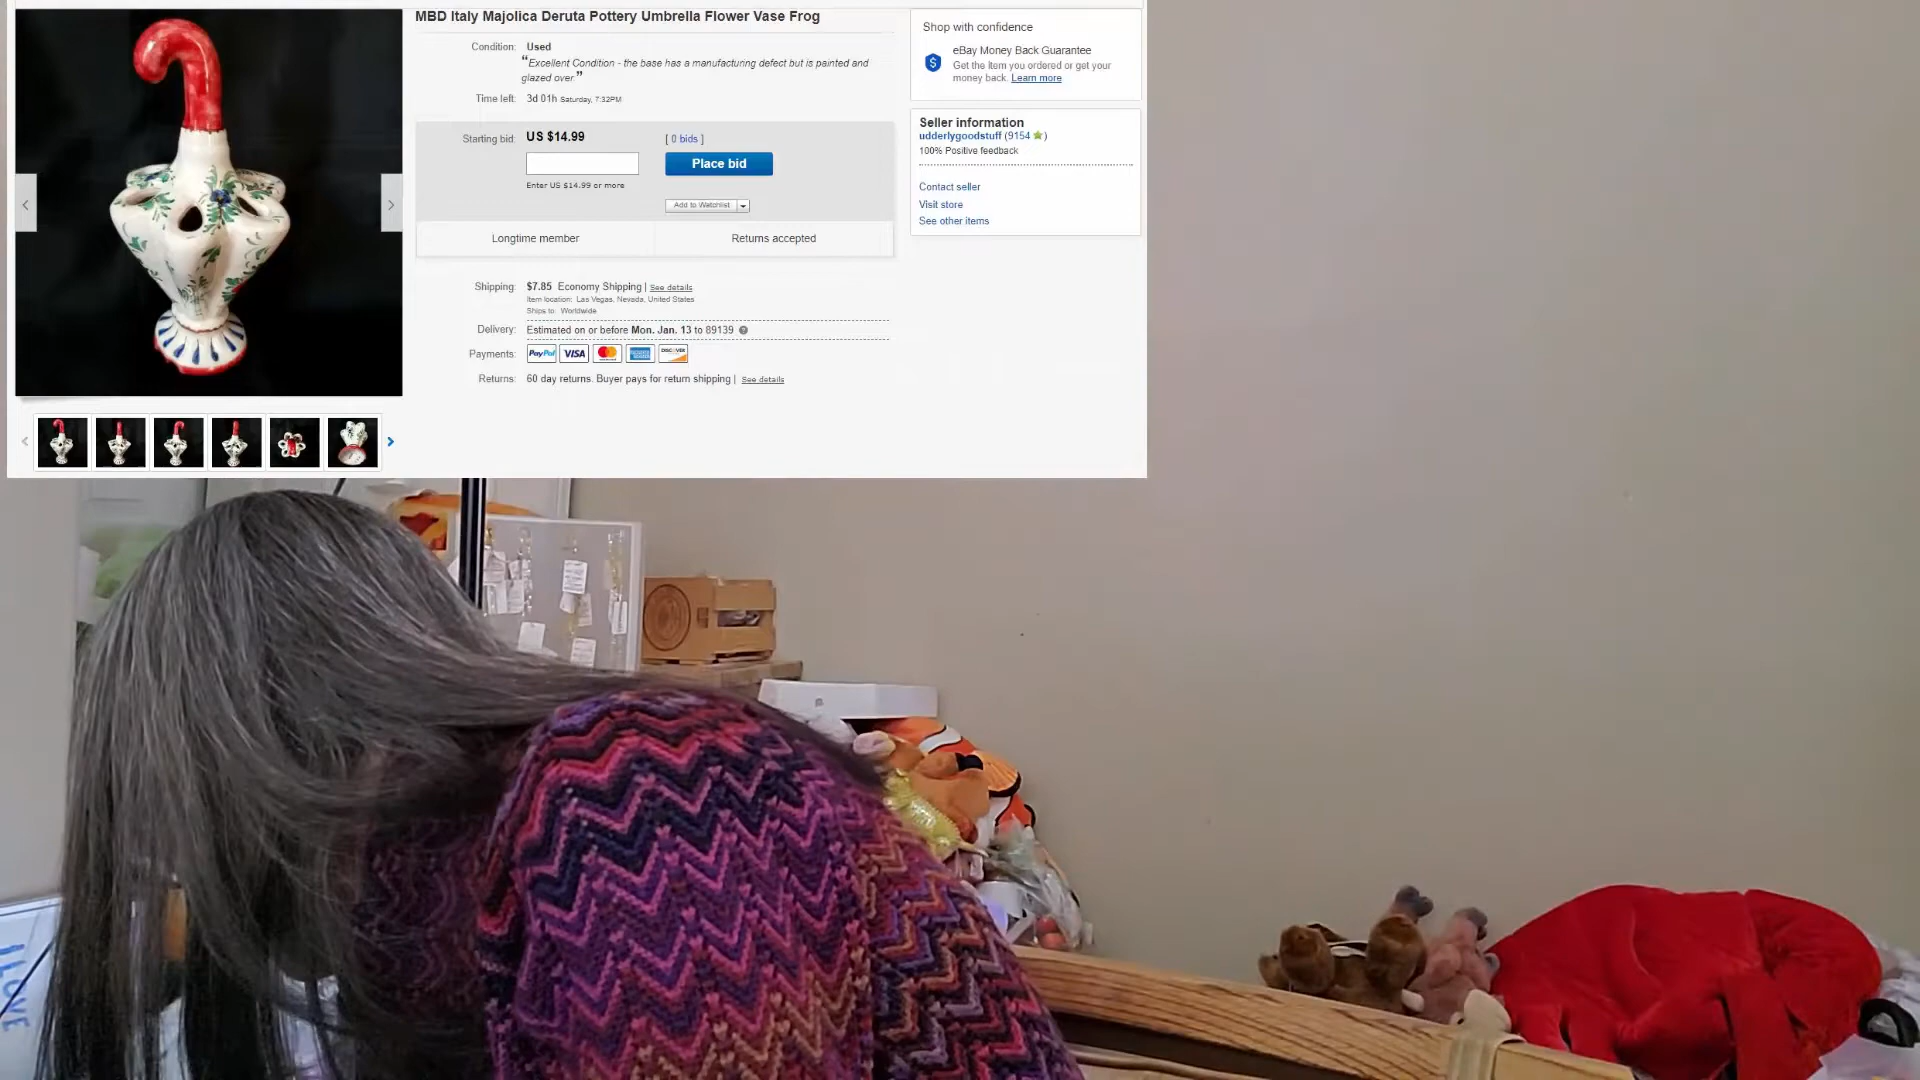 MBD Italy Majolica Deruta Pottery Umbrella Flower Vase Frog
Condition: Used
“Excellent Condition - the base has a manufacturing defect but is painted and
glazed over.”
Time left: 3d 01h Saturday, 7:32PM
Starting bid: US $14.99 [ 0 bids ]
Place bid
Enter US $14.99 or more
Add to Watchlist
Longtime member Returns accepted
Shipping: $7.85 Economy Shipping | See details
Item location: Las Vegas, Nevada, United States
Ships to: Worldwide
Delivery: Estimated on or before Mon. Jan. 13 to 89139
Payments: PayPal VISA DISCOVER
Returns: 60 day returns. Buyer pays for return shipping | See details
Shop with confidence
eBay Money Back Guarantee
Get the item you ordered or get your
money back. Learn more
Seller information
udderlygoodstuff (9154)
100% Positive feedback
Contact seller
Visit store
See other items
LOVE